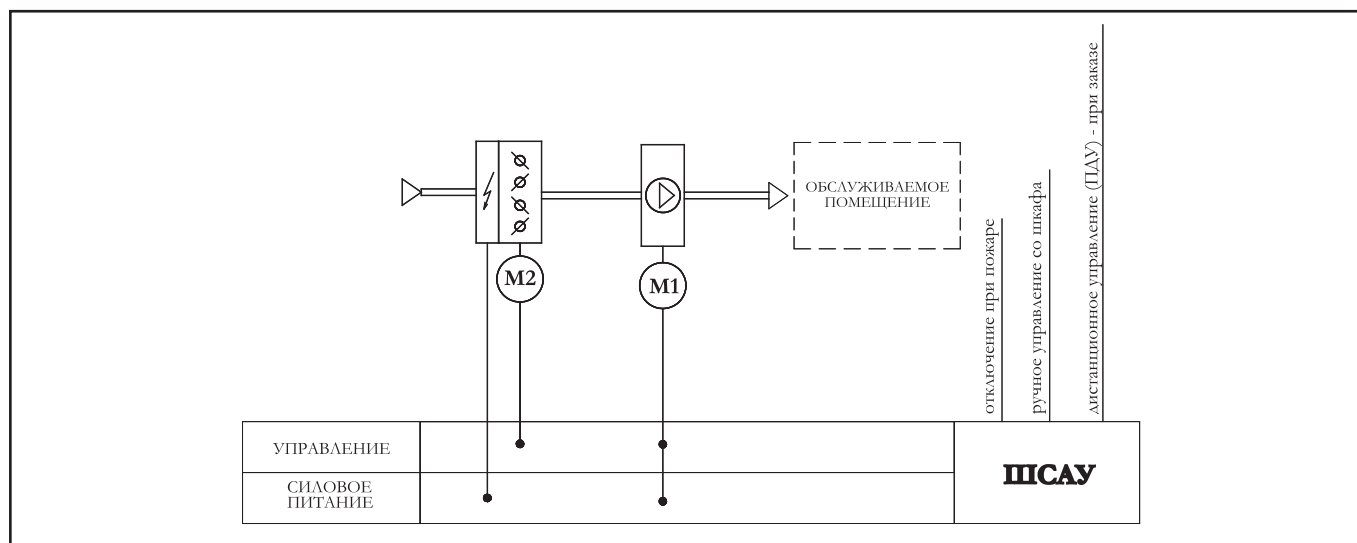 ОБСЛУЖИВАЕМОЕ
ПОМЕЩЕНИЕ
М2
М1
отключение при пожаре
ручное управление со шкафа
дистанционное управление (ПДУ) - при заказе
УПРАВЛЕНИЕ
СИЛОВОЕ
ПИТАНИЕ
ШСАУ